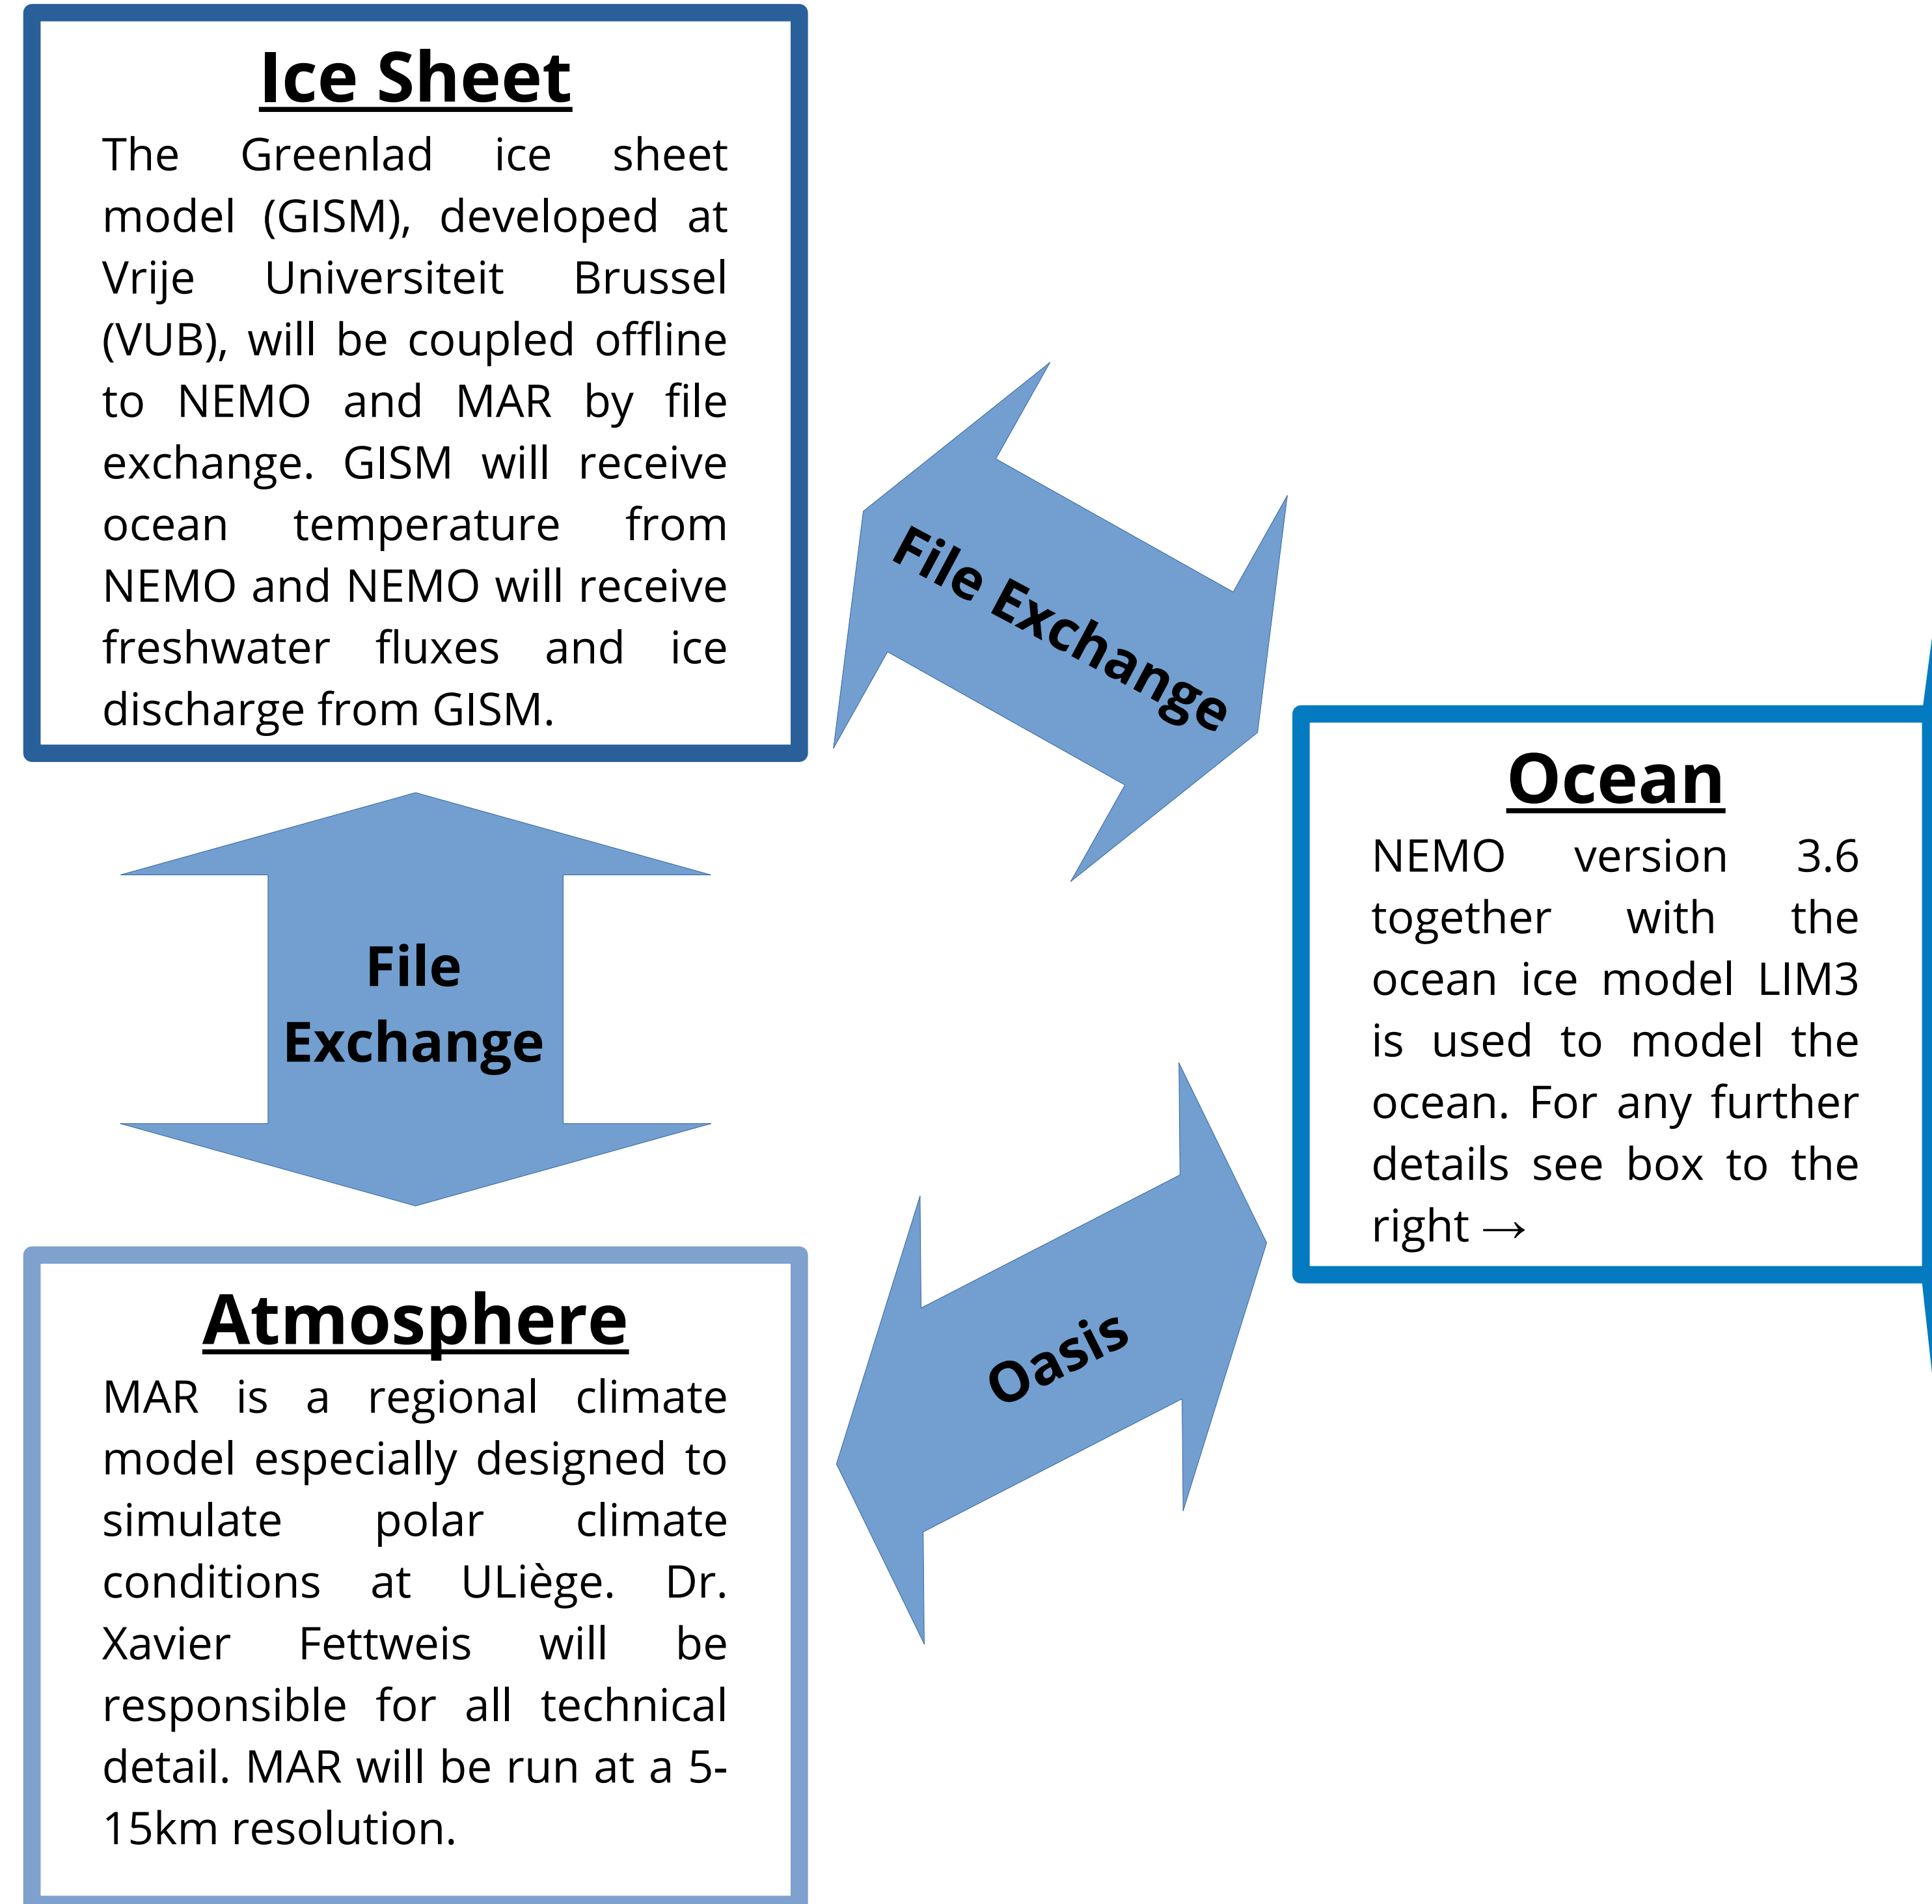 Ice Sheet
The Greenlad ice sheet
model (GISM), developed at
Vrije Universiteit Brussel
(VUB), will be coupled offline
to NEMO and MAR by file
exchange. GISM will receive
ocean temperature from
NEMO and NEMO will receive
freshwater fluxes and ice
discharge from GISM.
File Exchange
Ocean
NEMO version 3.6
together with the
ocean ice model LIM3
is used to model the
ocean. For any further
details see box to the
right →
File
Exchange
Oasis
Atmosphere
MAR is a regional climate
model especially designed to
simulate polar climate
conditions at ULiège. Dr.
Xavier Fettweis will be
responsible for all technical
detail. MAR will be run at a 5-
15km resolution.